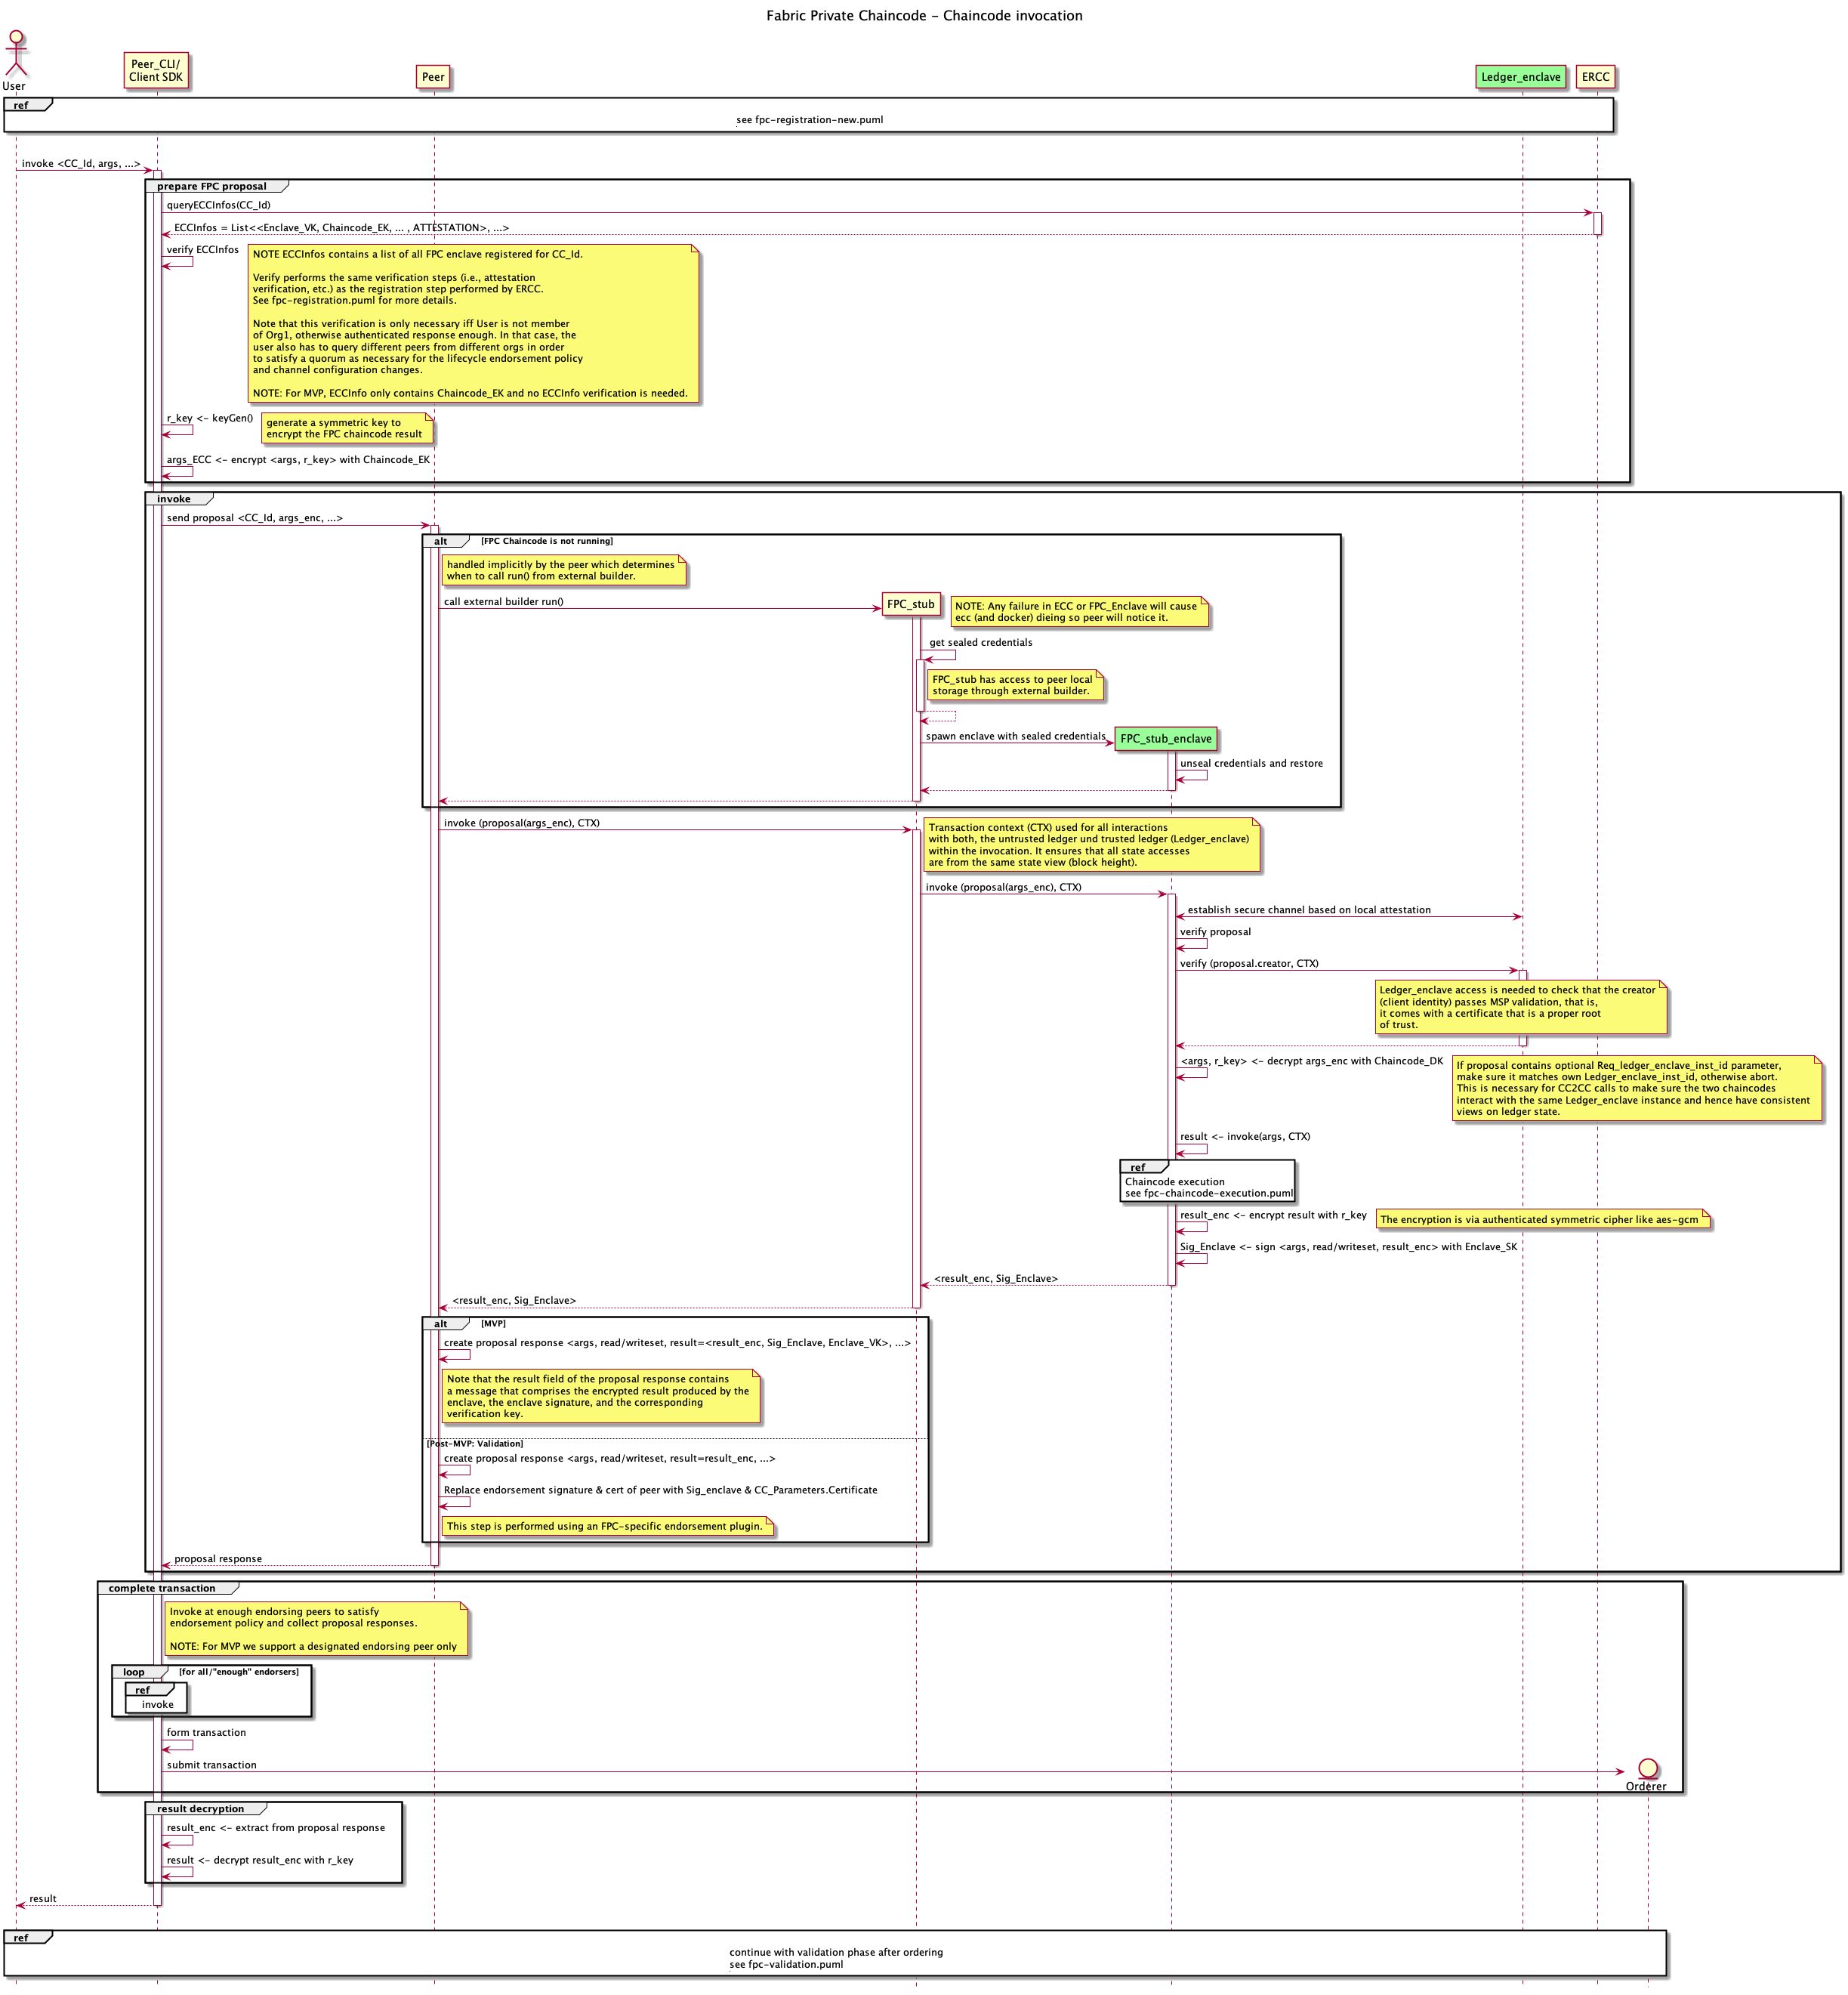 Fabric Private Chaincode - Chaincode invocation
User
Peer_CLI/
Client SDK
Peer
Ledger_enclave
ERCC
ref
see fpc-registration-new.puml
invoke <CC_Id, args, ...>
prepare FPC proposal
queryECCInfos(CC_Id)
ECCInfos = List<<Enclave_VK, Chaincode_EK, ... , ATTESTATION>, ...>
verify ECCInfos
NOTE ECCInfos contains a list of all FPC enclave registered for CC_Id.
Verify performs the same verification steps (i.e., attestation
verification, etc.) as the registration step performed by ERCC.
See fpc-registration.puml for more details.
Note that this verification is only necessary iff User is not member
of Org1, otherwise authenticated response enough. In that case, the
user also has to query different peers from different orgs in order
to satisfy a quorum as necessary for the lifecycle endorsement policy
and channel configuration changes.
NOTE: For MVP, ECCInfo only contains Chaincode_EK and no ECCInfo verification is needed.
r_key <- keyGen()
generate a symmetric key to
encrypt the FPC chaincode result
args_ECC <- encrypt <args, r_key> with Chaincode_EK
invoke
send proposal <CC_Id, args_enc, ...>
alt
[FPC Chaincode is not running]
handled implicitly by the peer which determines
when to call run() from external builder.
call external builder run()
FPC_stub
NOTE: Any failure in ECC or FPC_Enclave will cause
ecc (and docker) dieing so peer will notice it.
get sealed credentials
FPC_stub has access to peer local
storage through external builder.
spawn enclave with sealed credentials
FPC_stub_enclave
unseal credentials and restore
invoke (proposal(args_enc), CTX)
Transaction context (CTX) used for all interactions
with both, the untrusted ledger und trusted ledger (Ledger_enclave)
within the invocation. It ensures that all state accesses
are from the same state view (block height).
invoke (proposal(args_enc), CTX)
establish secure channel based on local attestation
verify proposal
verify (proposal.creator, CTX)
Ledger_enclave access is needed to check that the creator
(client identity) passes MSP validation, that is,
it comes with a certificate that is a proper root
of trust.
<args, r_key> <- decrypt args_enc with Chaincode_DK
If proposal contains optional Req_ledger_enclave_inst_id parameter,
make sure it matches own Ledger_enclave_inst_id, otherwise abort.
This is necessary for CC2CC calls to make sure the two chaincodes
interact with the same Ledger_enclave instance and hence have consistent
views on ledger state.
result <- invoke(args, CTX)
ref
Chaincode execution
see fpc-chaincode-execution.puml
result_enc <- encrypt result with r_key
The encryption is via authenticated symmetric cipher like aes-gcm
Sig_Enclave <- sign <args, read/writeset, result_enc> with Enclave_SK
<result_enc, Sig_Enclave>
<result_enc, Sig_Enclave>
alt
[MVP]
create proposal response <args, read/writeset, result=<result_enc, Sig_Enclave, Enclave_VK>, ...>
Note that the result field of the proposal response contains
a message that comprises the encrypted result produced by the
enclave, the enclave signature, and the corresponding
verification key.
[Post-MVP: Validation]
create proposal response <args, read/writeset, result=result_enc, ...>
Replace endorsement signature & cert of peer with Sig_enclave & CC_Parameters.Certificate
This step is performed using an FPC-specific endorsement plugin.
proposal response
complete transaction
Invoke at enough endorsing peers to satisfy
endorsement policy and collect proposal responses.
NOTE: For MVP we support a designated endorsing peer only
loop
[for all/"enough" endorsers]
ref
invoke
form transaction
submit transaction
Orderer
result decryption
result_enc <- extract from proposal response
result <- decrypt result_enc with r_key
result
ref
continue with validation phase after ordering
see fpc-validation.puml